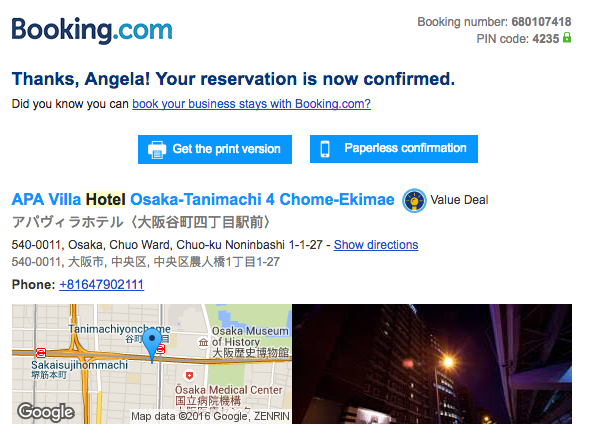 Booking.com
Booking number: 680107418
PIN code: 4235
Thanks, Angela! Your reservation is now confirmed.
Did you know you can book your business stays with Booking.com?
Get the print version
Paperless confirmation
APA Villa Hotel Osaka-Tanimachi 4 Chome-Ekimae
Value Deal
アパヴィラホテル〈大阪谷町四丁目駅前〉
540-0011, Osaka, Chuo Ward, Chuo-ku Noninbashi 1-1-27 - Show directions
540-0011, 大阪市, 中央区, 中央区農人橋1丁目1-27
Phone: +81647902111
Tanimachiyonchome
Osaka Museum
of History
大阪歴史博物館
Sakaisujihommachi
堺筋本町
Osaka Medical Center
国立病院機構
Google
Map data ©2016 Google, ZENRIN